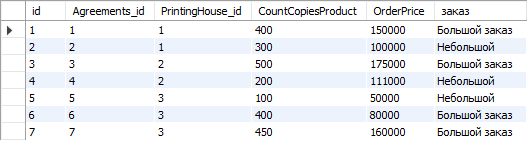 id Agreements_id PrintingHouse_id CountCopiesProduct OrderPrice заказ
1 1 1 400 150000 Большой заказ
2 2 1 300 100000 Небольшой
3 3 2 500 175000 Большой заказ
4 4 2 200 111000 Небольшой
5 5 3 100 50000 Небольшой
6 6 3 400 80000 Большой заказ
7 7 3 450 160000 Большой заказ